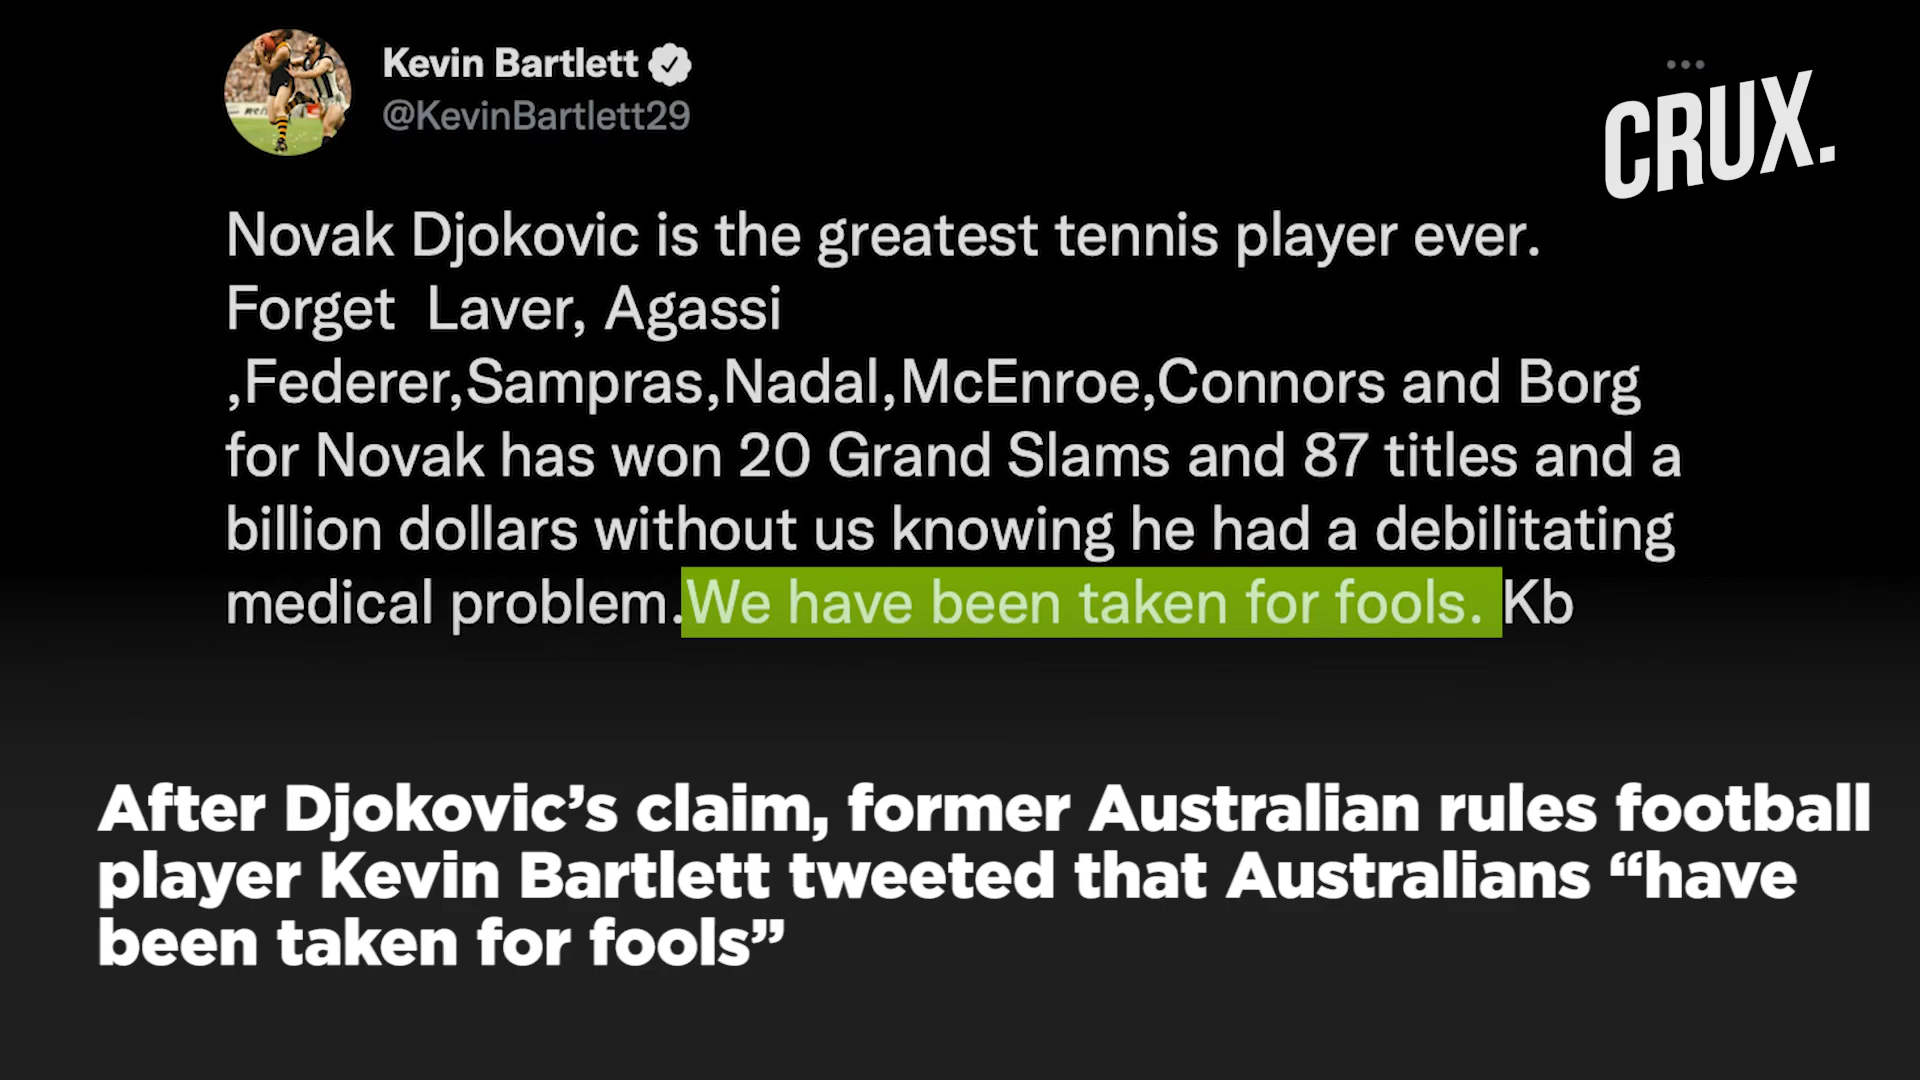 Kevin Bartlett
@KevinBartlett29
CRUX.
Novak Djokovic is the greatest tennis player ever.
Forget  Laver, Agassi
,Federer,Sampras,Nadal,McEnroe,Connors and Borg
for Novak has won 20 Grand Slams and 87 titles and a
billion dollars without us knowing he had a debilitating
medical problem.We have been taken for fools. Kb
After Djokovic’s claim, former Australian rules football
player Kevin Bartlett tweeted that Australians “have
been taken for fools”